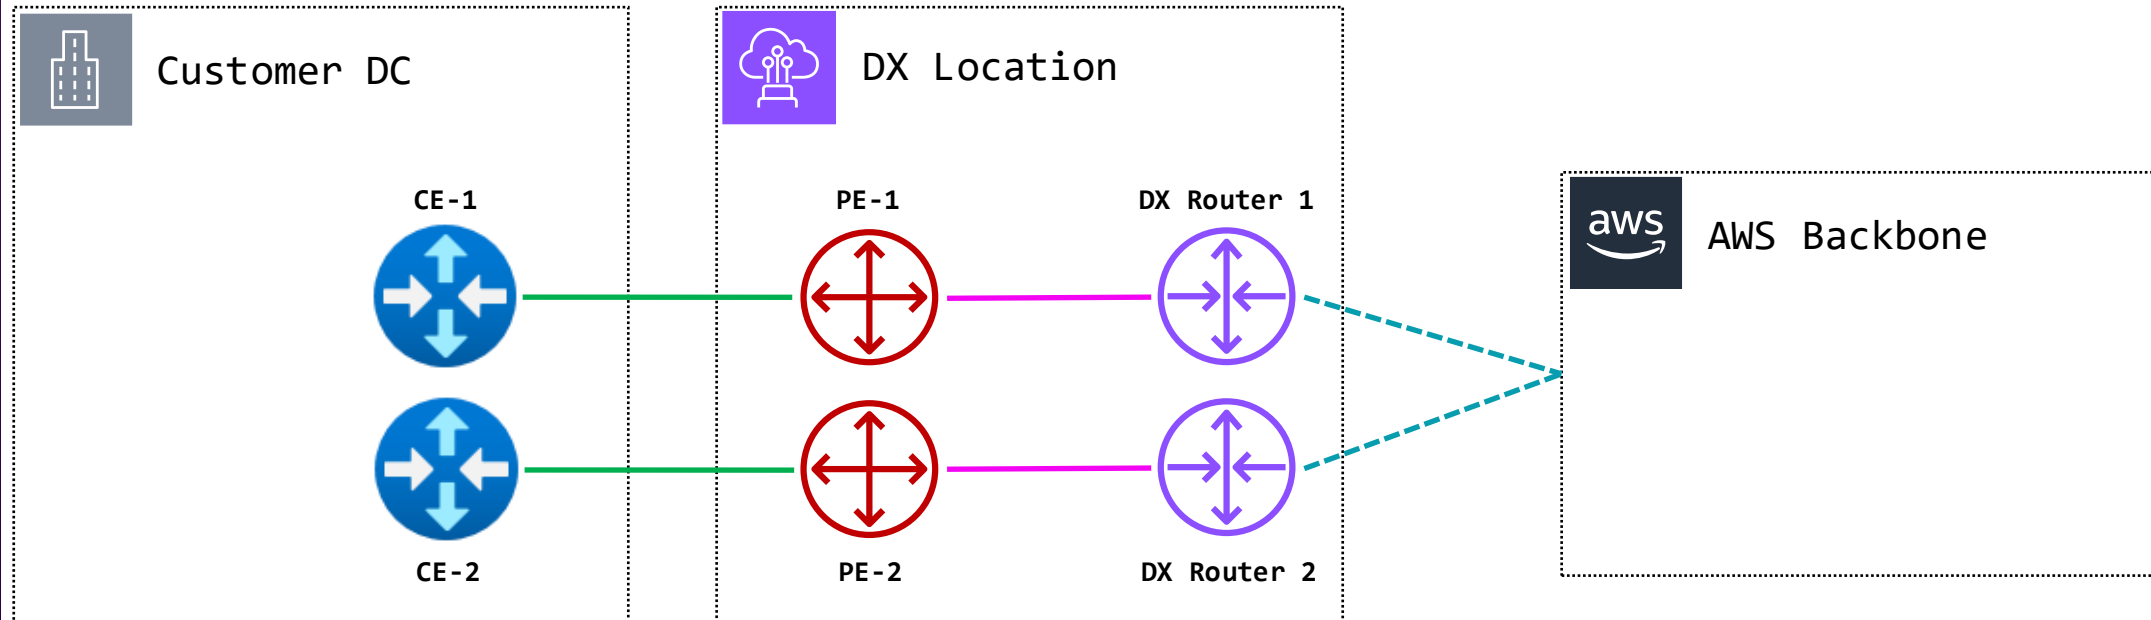 Customer DC
DX Location
CE-1
PE-1
DX Router 1
aws
AWS Backbone
CE-2
PE-2
DX Router 2